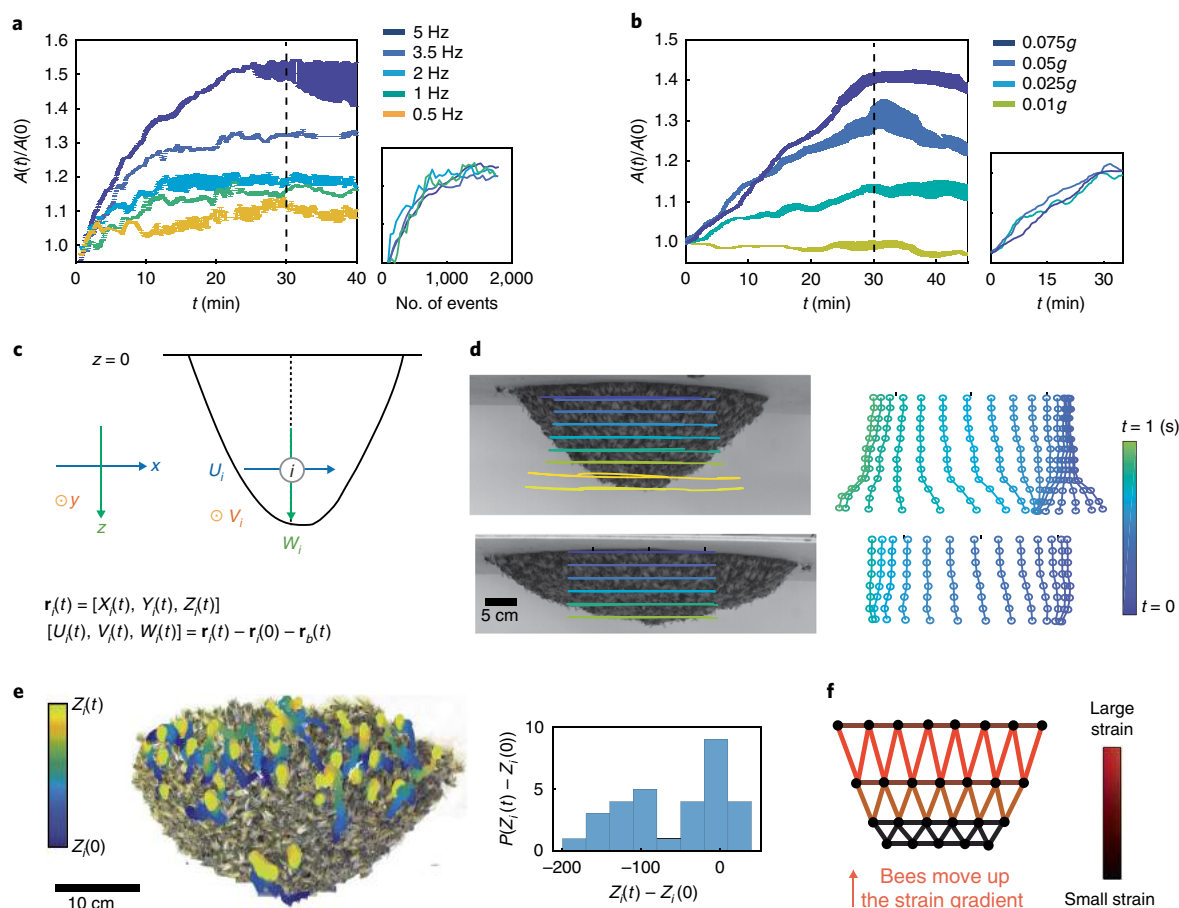 a
1.6
1.5
1.4
1.3
1.2
1.1
1.0
A(t)/A(0)
0
10
20
30
40
t (min)
5 Hz
3.5 Hz
2 Hz
1 Hz
0.5 Hz
0
1,000
2,000
No. of events
b
1.5
1.4
1.3
1.2
1.1
1.0
A(t)/A(0)
0
10
20
30
40
t (min)
0.075g
0.05g
0.025g
0.01g
0
15
30
t (min)
c
z = 0
x
y
z
U_i
i
V_i
W_i
r_i(t) = [X_i(t), Y_i(t), Z_i(t)]
[U_i(t), V_i(t), W_i(t)] = r_i(t) − r_i(0) − r_b(t)
d
5 cm
t = 1 (s)
t = 0
e
Z_i(t)
Z_i(0)
10 cm
P(Z_i(t) − Z_i(0))
10
5
0
−200
−100
0
Z_i(t) − Z_i(0)
f
Large
strain
Small strain
Bees move up
the strain gradient